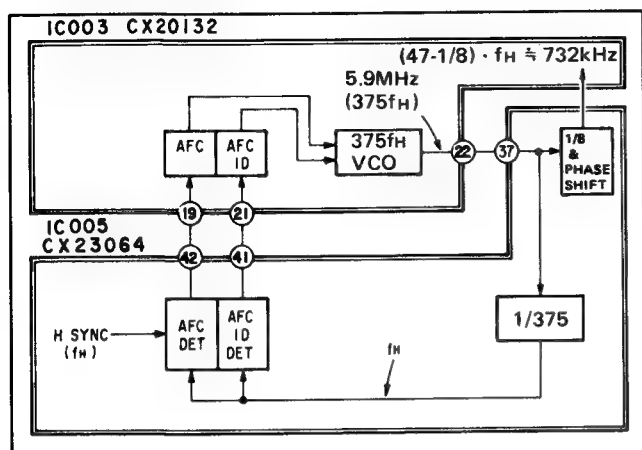 IC003 CX20132
(47-1/8)・fH ≒ 732kHz
5.9MHz
(375fH)
AFC
AFC
ID
375fH
VCO
22
37
1/8
&
PHASE
SHIFT
19
21
IC005
CX23064
42
41
H SYNC
(fH)
AFC
DET
AFC
ID
DET
1/375
fH